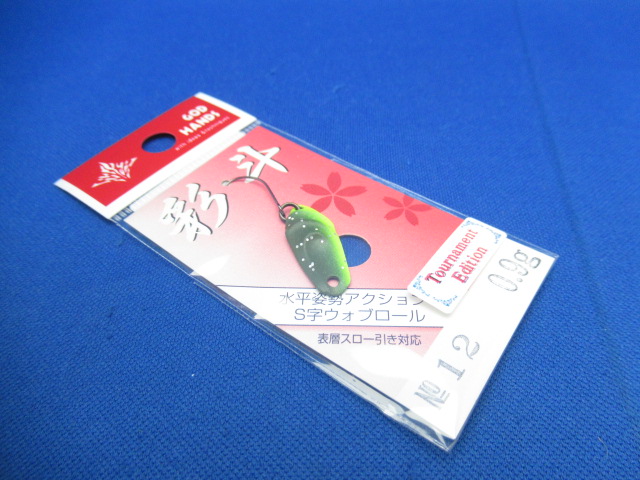 GOD
HANDS
彩斗
Tournament
Edition
水平姿勢アクション
S字ウォブロール
表層スロー引き対応
0.9g
№12